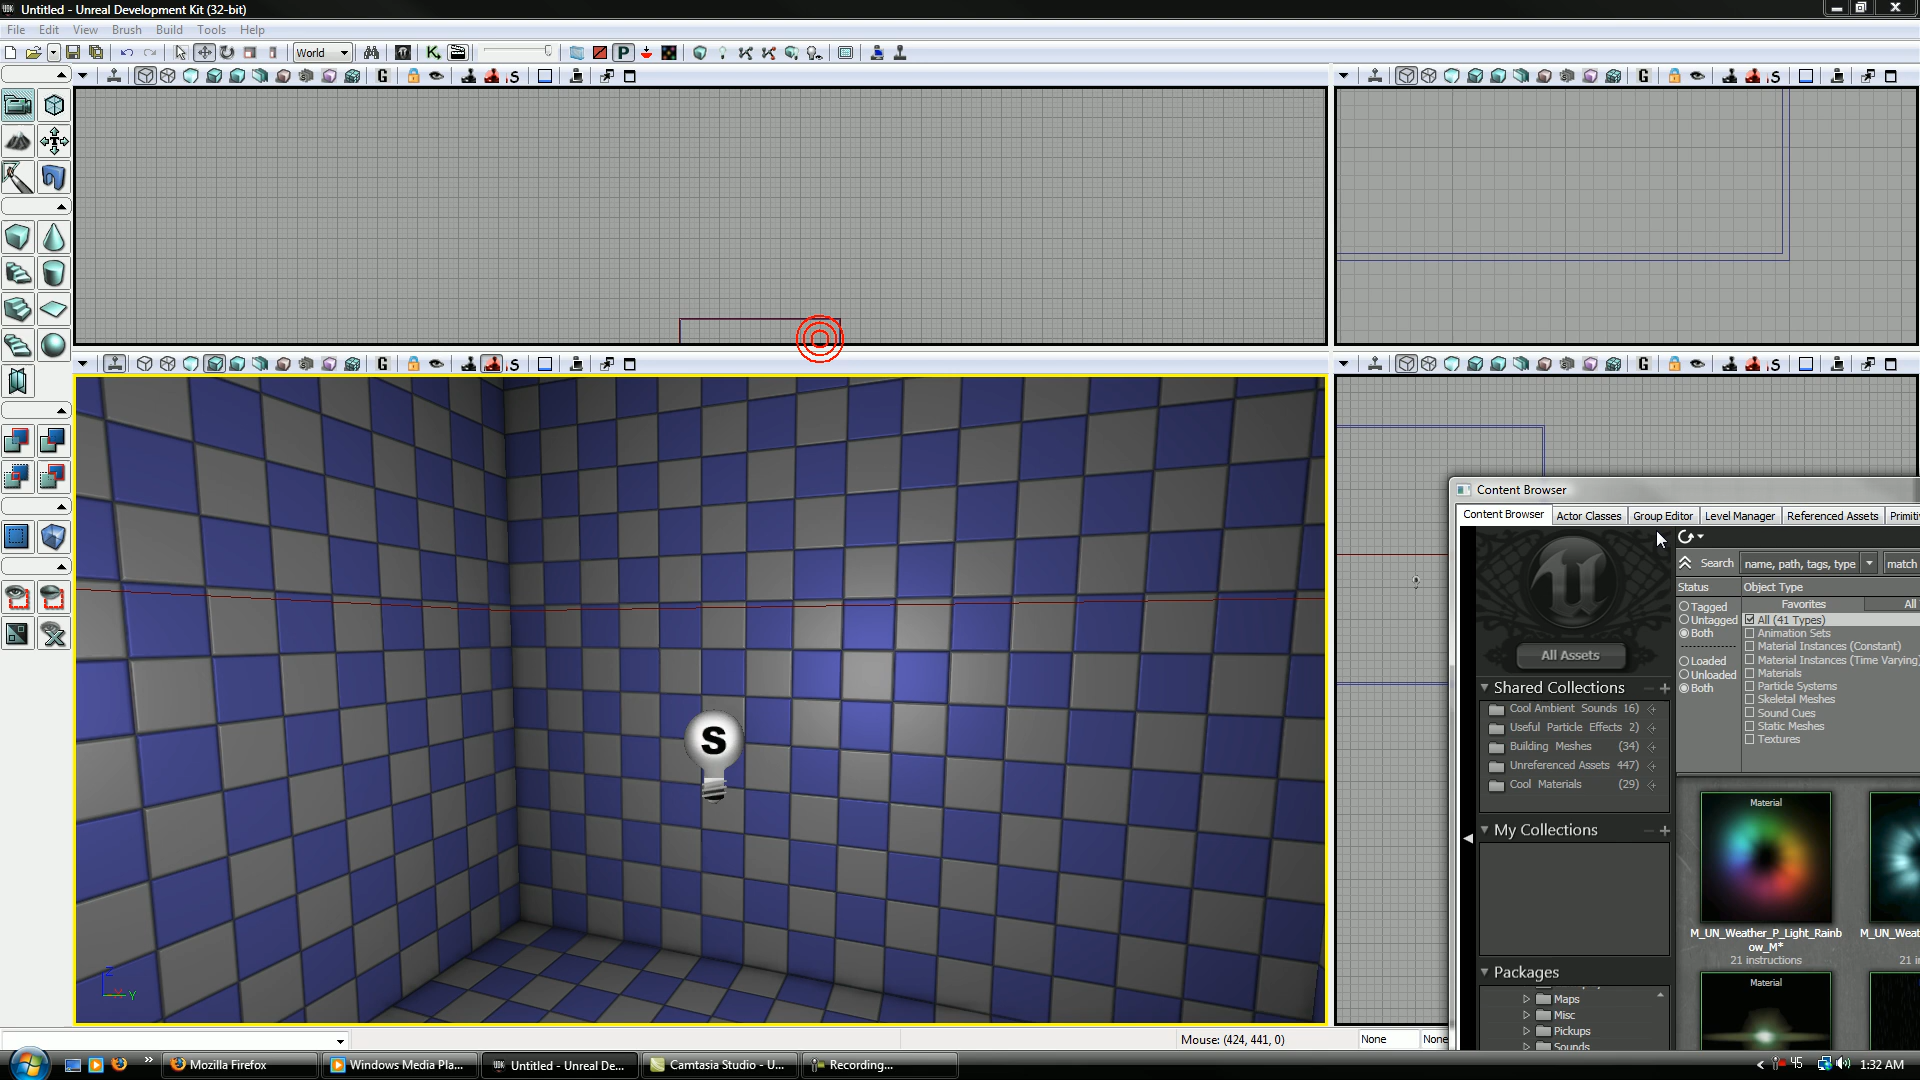 Untitled - Unreal Development Kit (32-bit)
File Edit View Brush Build Tools Help
World
Content Browser
Content Browser Actor Classes Group Editor Level Manager Referenced Assets Primiti
Search name, path, tags, type match
Status Object Type
Favorites All
Tagged
Untagged
Both
Loaded
Unloaded
Both
All (41 Types)
Animation Sets
Material Instances (Constant)
Material Instances (Time Varying)
Materials
Particle Systems
Skeletal Meshes
Sound Cues
Static Meshes
Textures
All Assets
Shared Collections
Cool Ambient Sounds 16)
Useful Particle Effects 2)
Building Meshes (34)
Unreferenced Assets 447)
Cool Materials (29)
My Collections
Packages
Maps
Misc
Pickups
Sounds
Material
M_UN_Weather_P_Light_Rainb
ow_M*
21 instructions
M_UN_Weat
21 i
Material
S
Z
X
Y
Mouse: (424, 441, 0) None None
Mozilla Firefox Windows Media Pla... Untitled - Unreal De... Camtasia Studio - U... Recording... 45 1:32 AM